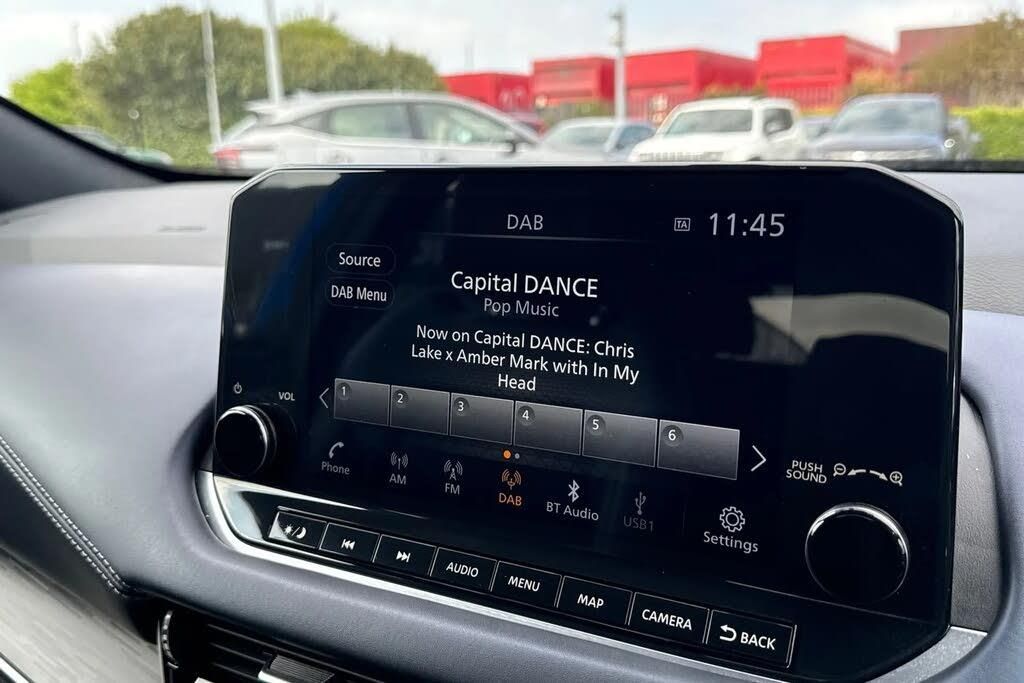 DAB
TA 11:45
Source
DAB Menu
Capital DANCE
Pop Music
Now on Capital DANCE: Chris
Lake x Amber Mark with In My
Head
1 2 3 4 5 6
VOL
PUSH
SOUND
Phone AM FM DAB BT Audio USB1 Settings
AUDIO MENU MAP CAMERA BACK